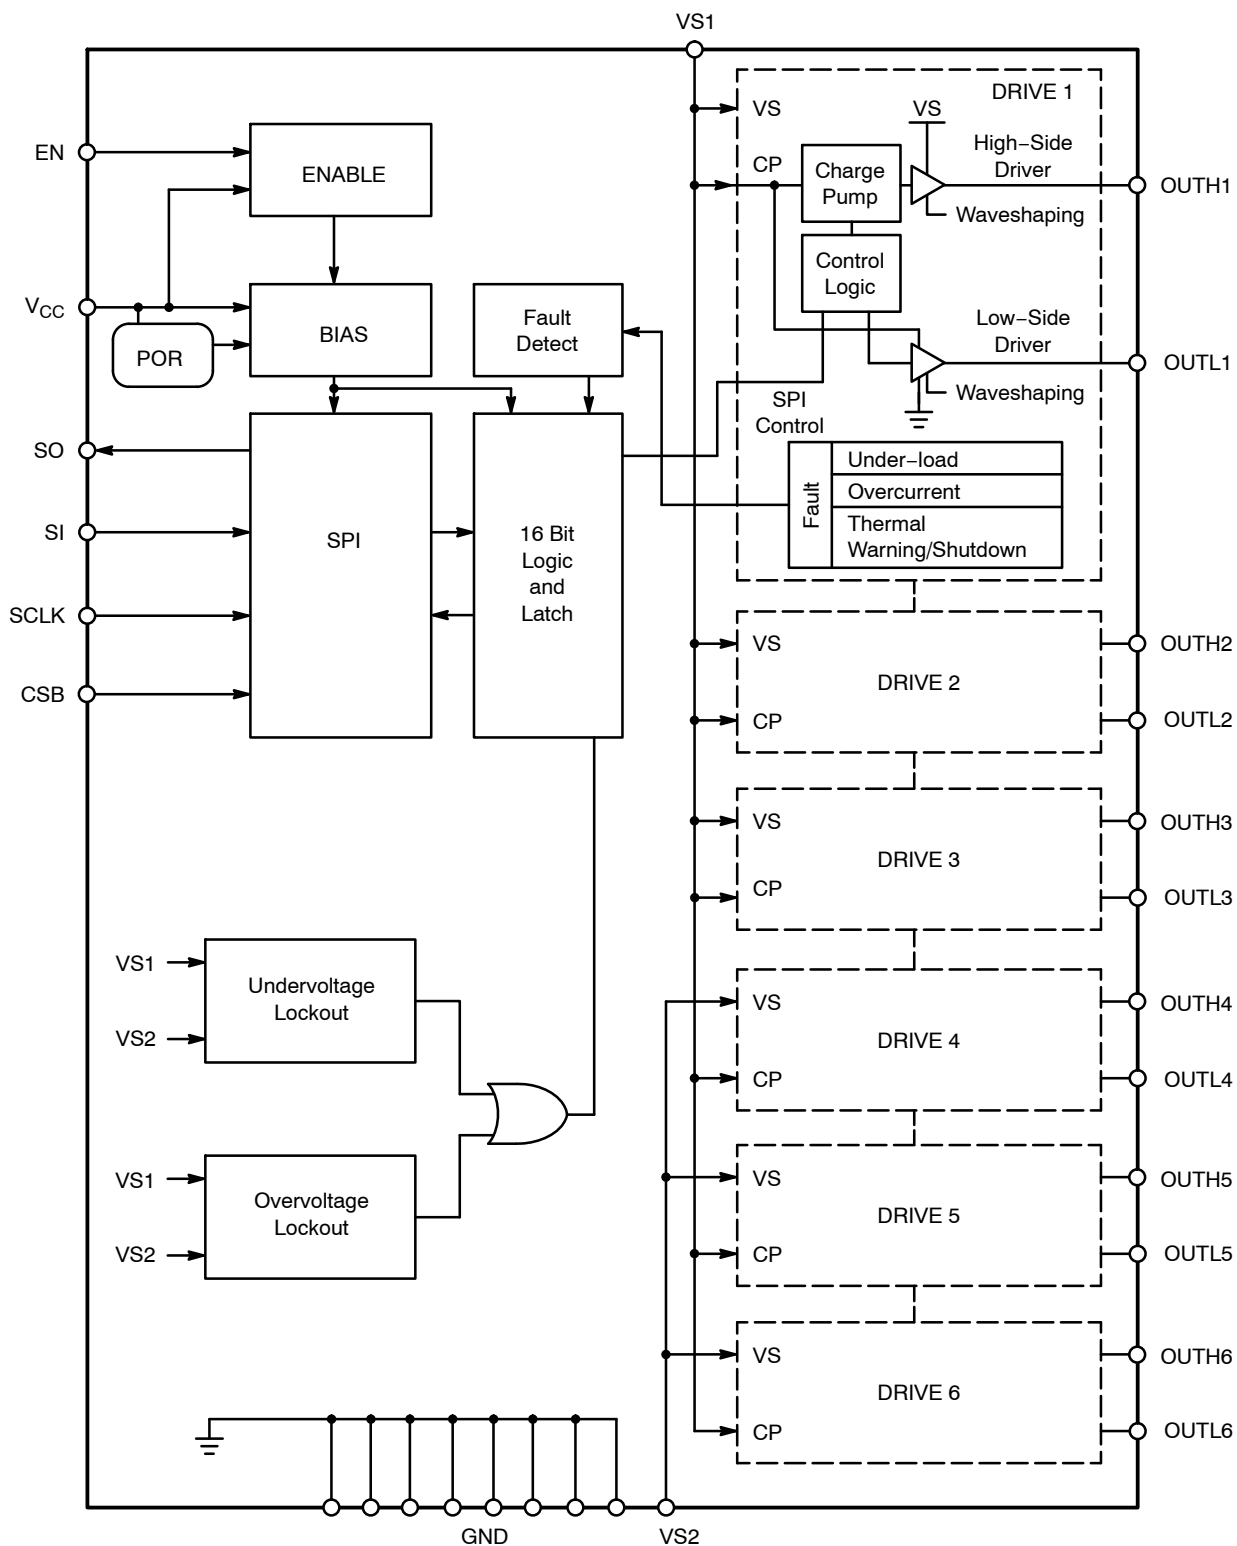 VS1
DRIVE 1
VS
VS
EN
ENABLE
CP
Charge
Pump
High−Side
Driver
OUTH1
Waveshaping
Control
Logic
VCC
POR
BIAS
Fault
Detect
Low−Side
Driver
OUTL1
Waveshaping
SPI
Control
SO
SI
SCLK
CSB
SPI
16 Bit
Logic
and
Latch
Fault
Under−load
Overcurrent
Thermal
Warning/Shutdown
VS
OUTH2
DRIVE 2
CP
OUTL2
VS
OUTH3
DRIVE 3
CP
OUTL3
VS1
VS2
Undervoltage
Lockout
VS
OUTH4
DRIVE 4
CP
OUTL4
VS1
VS2
Overvoltage
Lockout
VS
OUTH5
DRIVE 5
CP
OUTL5
VS
OUTH6
DRIVE 6
CP
OUTL6
GND
VS2